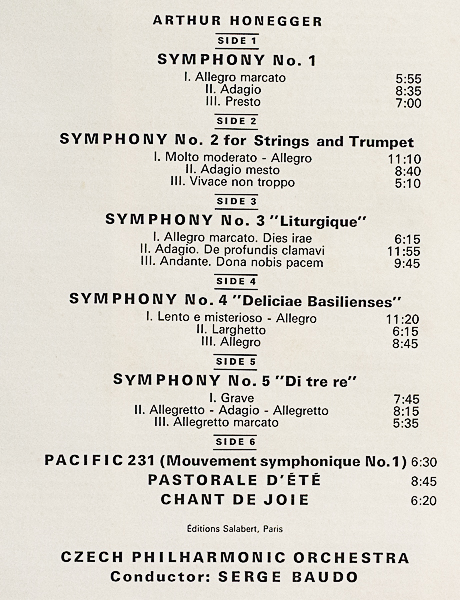 ARTHUR HONEGGER
SIDE 1
SYMPHONY No. 1
I. Allegro marcato 5:55
II. Adagio 8:35
III. Presto 7:00
SIDE 2
SYMPHONY No. 2 for Strings and Trumpet
I. Molto moderato - Allegro 11:10
II. Adagio mesto 8:40
III. Vivace non troppo 5:10
SIDE 3
SYMPHONY No. 3 "Liturgique"
I. Allegro marcato. Dies irae 6:15
II. Adagio. De profundis clamavi 11:55
III. Andante. Dona nobis pacem 9:45
SIDE 4
SYMPHONY No. 4 "Deliciae Basilienses"
I. Lento e misterioso - Allegro 11:20
II. Larghetto 6:15
III. Allegro 8:45
SIDE 5
SYMPHONY No. 5 "Di tre re"
I. Grave 7:45
II. Allegretto - Adagio - Allegretto 8:15
III. Allegretto marcato 5:35
SIDE 6
PACIFIC 231 (Mouvement symphonique No.1) 6:30
PASTORALE D'ÉTÉ 8:45
CHANT DE JOIE 6:20
Éditions Salabert, Paris
CZECH PHILHARMONIC ORCHESTRA
Conductor: SERGE BAUDO